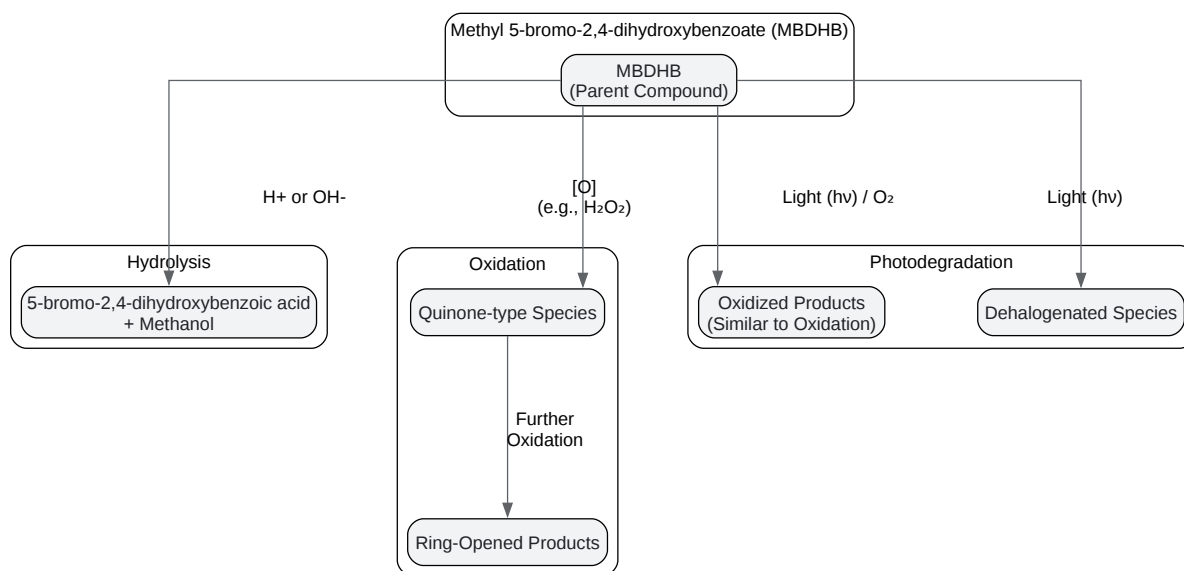 Methyl 5-bromo-2,4-dihydroxybenzoate (MBDHB)
MBDHB
(Parent Compound)
H+ or OH-
[O]
(e.g., H₂O₂)
Light (hν) / O₂
Light (hν)
Hydrolysis
5-bromo-2,4-dihydroxybenzoic acid
+ Methanol
Oxidation
Quinone-type Species
Further
Oxidation
Ring-Opened Products
Photodegradation
Oxidized Products
(Similar to Oxidation)
Dehalogenated Species